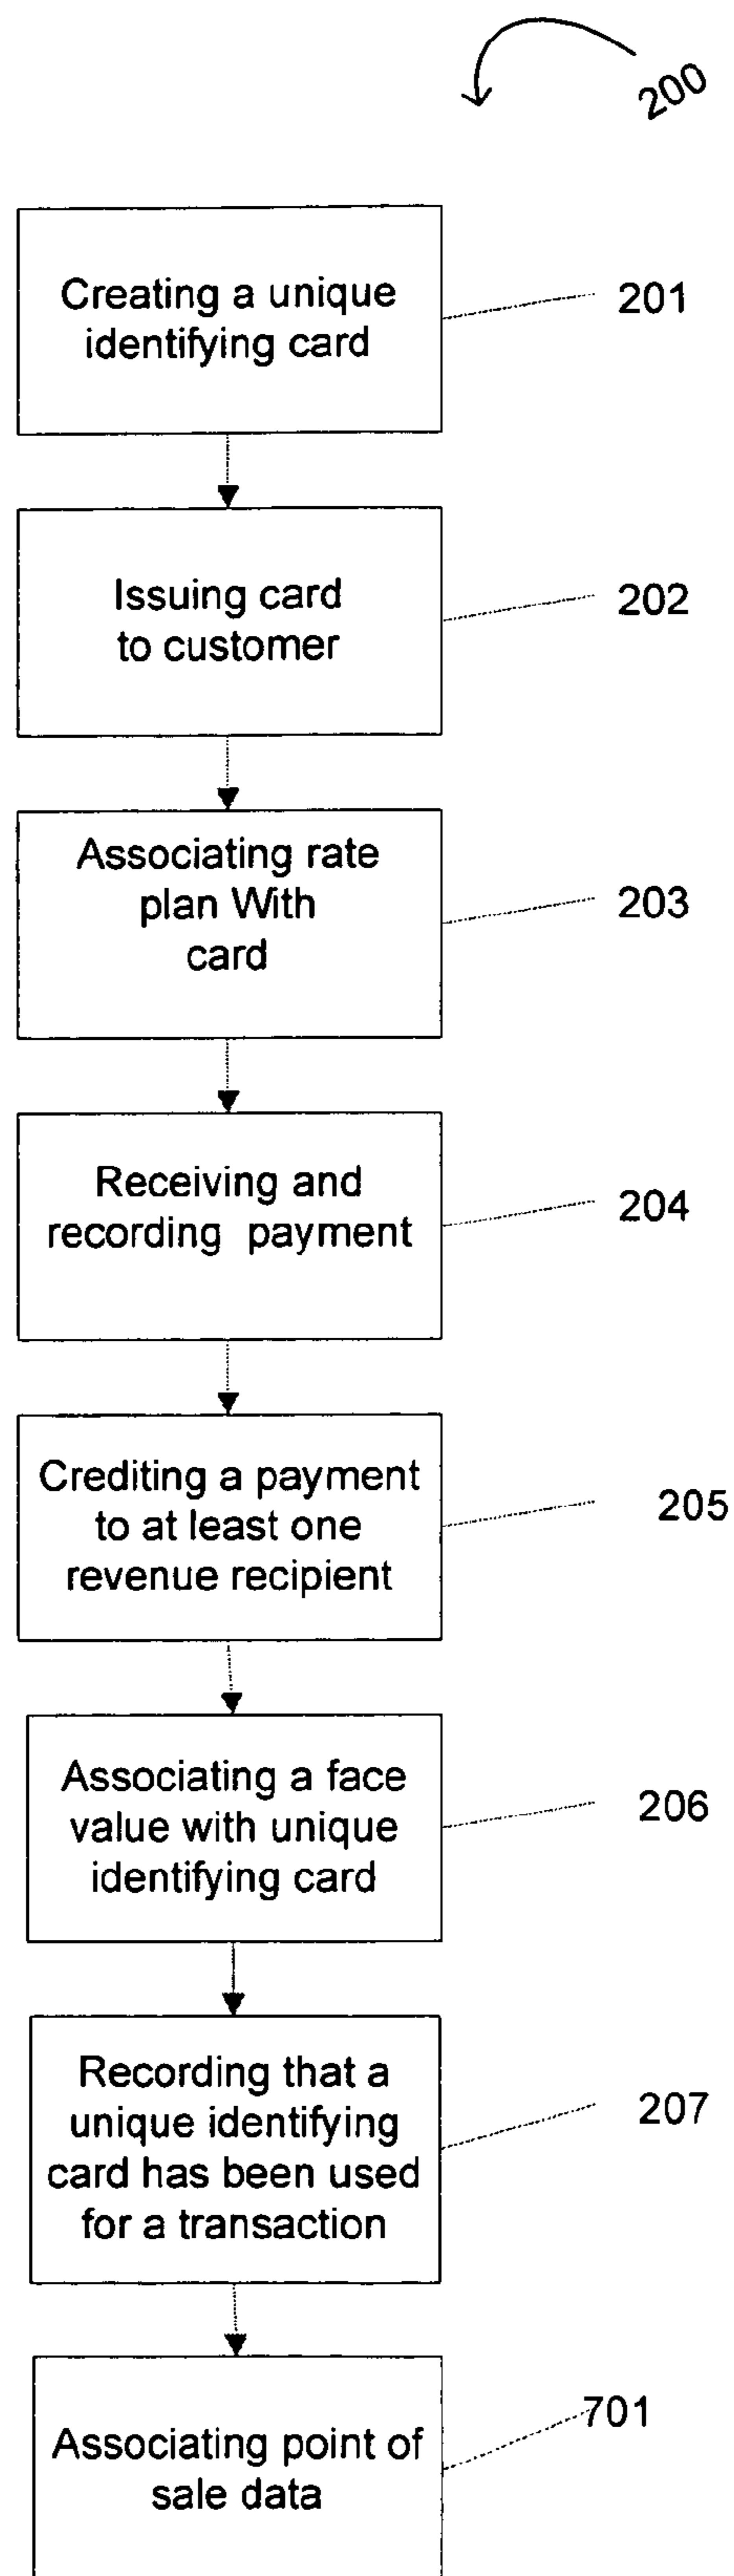 200
Creating a unique
identifying card
201
Issuing card
to customer
202
Associating rate
plan With
card
203
Receiving and
recording payment
204
Crediting a payment
to at least one
revenue recipient
205
Associating a face
value with unique
identifying card
206
Recording that a
unique identifying
card has been used
for a transaction
207
Associating point of
sale data
701